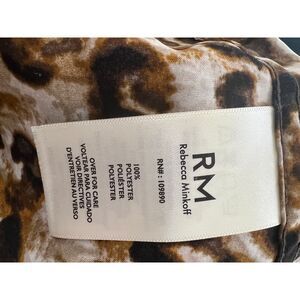 RM
Rebecca Minkoff
RN#: 109890
100%
POLYESTER
POLIÉSTER
POLYESTER
OVER FOR CARE
VOLTEAR PARA CUIDADO
VOIR DIRECTIVES
D'ENTRETIEN AU VERSO